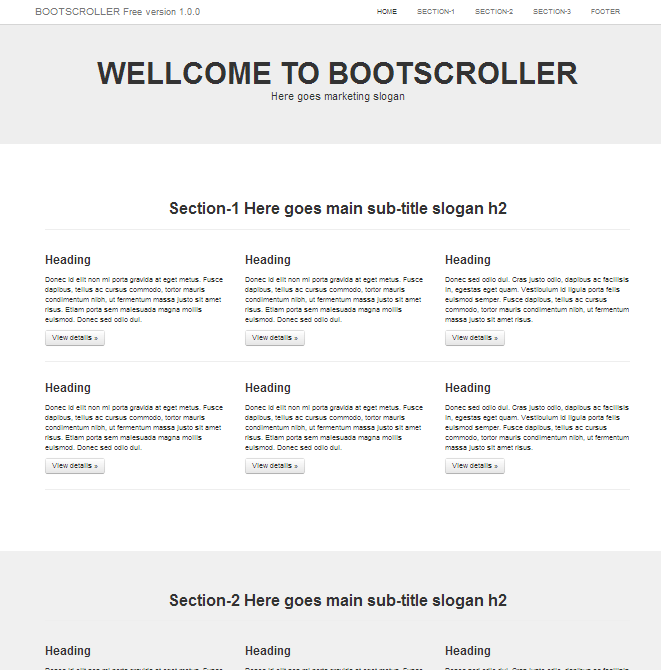 BOOTSCROLLER Free version 1.0.0
HOME SECTION-1 SECTION-2 SECTION-3 FOOTER
WELLCOME TO BOOTSCROLLER
Here goes marketing slogan
Section-1 Here goes main sub-title slogan h2
Heading
Donec id elit non mi porta gravida at eget metus. Fusce
dapibus, tellus ac cursus commodo, tortor mauris
condimentum nibh, ut fermentum massa justo sit amet
risus. Etiam porta sem malesuada magna mollis
euismod. Donec sed odio dui.
View details »
Heading
Donec id elit non mi porta gravida at eget metus. Fusce
dapibus, tellus ac cursus commodo, tortor mauris
condimentum nibh, ut fermentum massa justo sit amet
risus. Etiam porta sem malesuada magna mollis
euismod. Donec sed odio dui.
View details »
Heading
Donec sed odio dui. Cras justo odio, dapibus ac facilisis
in, egestas eget quam. Vestibulum id ligula porta felis
euismod semper. Fusce dapibus, tellus ac cursus
commodo, tortor mauris condimentum nibh, ut fermentum
massa justo sit amet risus.
View details »
Heading
Donec id elit non mi porta gravida at eget metus. Fusce
dapibus, tellus ac cursus commodo, tortor mauris
condimentum nibh, ut fermentum massa justo sit amet
risus. Etiam porta sem malesuada magna mollis
euismod. Donec sed odio dui.
View details »
Heading
Donec id elit non mi porta gravida at eget metus. Fusce
dapibus, tellus ac cursus commodo, tortor mauris
condimentum nibh, ut fermentum massa justo sit amet
risus. Etiam porta sem malesuada magna mollis
euismod. Donec sed odio dui.
View details »
Heading
Donec sed odio dui. Cras justo odio, dapibus ac facilisis
in, egestas eget quam. Vestibulum id ligula porta felis
euismod semper. Fusce dapibus, tellus ac cursus
commodo, tortor mauris condimentum nibh, ut fermentum
massa justo sit amet risus.
View details »
Section-2 Here goes main sub-title slogan h2
Heading
Heading
Heading